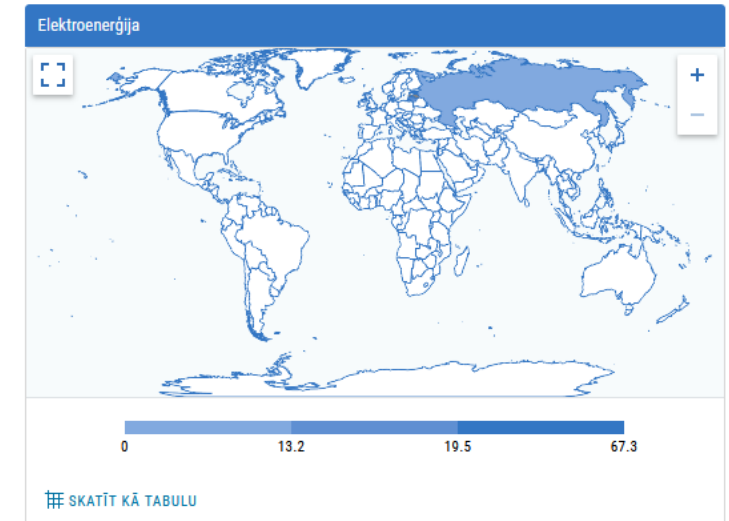 Elektroenerģija
+
−
0 13.2 19.5 67.3
SKATĪT KĀ TABULU